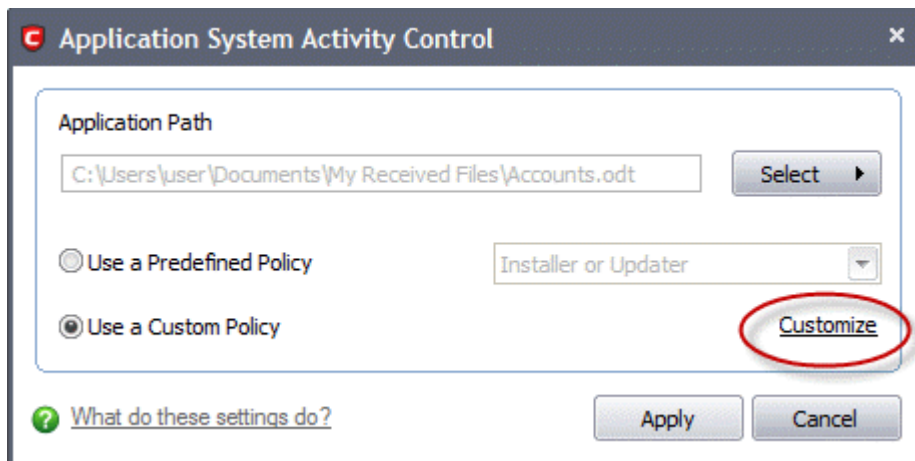 Application System Activity Control
Application Path
C:\Users\user\Documents\My Received Files\Accounts.odt
Select
Use a Predefined Policy
Installer or Updater
Use a Custom Policy
Customize
What do these settings do?
Apply
Cancel